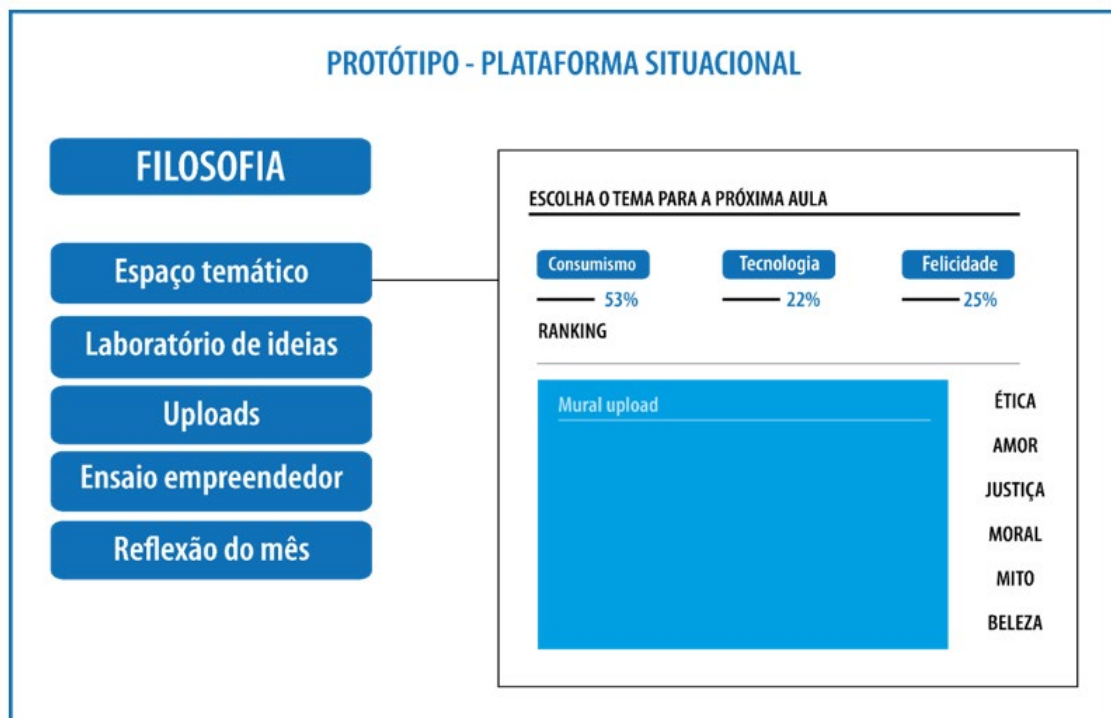 PROTÓTIPO - PLATAFORMA SITUACIONAL
FILOSOFIA
Espaço temático
Laboratório de ideias
Uploads
Ensaio empreendedor
Reflexão do mês
ESCOLHA O TEMA PARA A PRÓXIMA AULA
Consumismo Tecnologia Felicidade
53% 22% 25%
RANKING
Mural upload
ÉTICA
AMOR
JUSTIÇA
MORAL
MITO
BELEZA